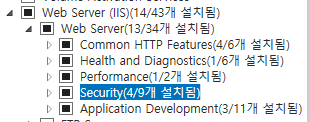 Web Server (IIS)(14/43개 설치됨)
Web Server(13/34개 설치됨)
Common HTTP Features(4/6개 설치됨)
Health and Diagnostics(1/6개 설치됨)
Performance(1/2개 설치됨)
Security(4/9개 설치됨)
Application Development(3/11개 설치됨)